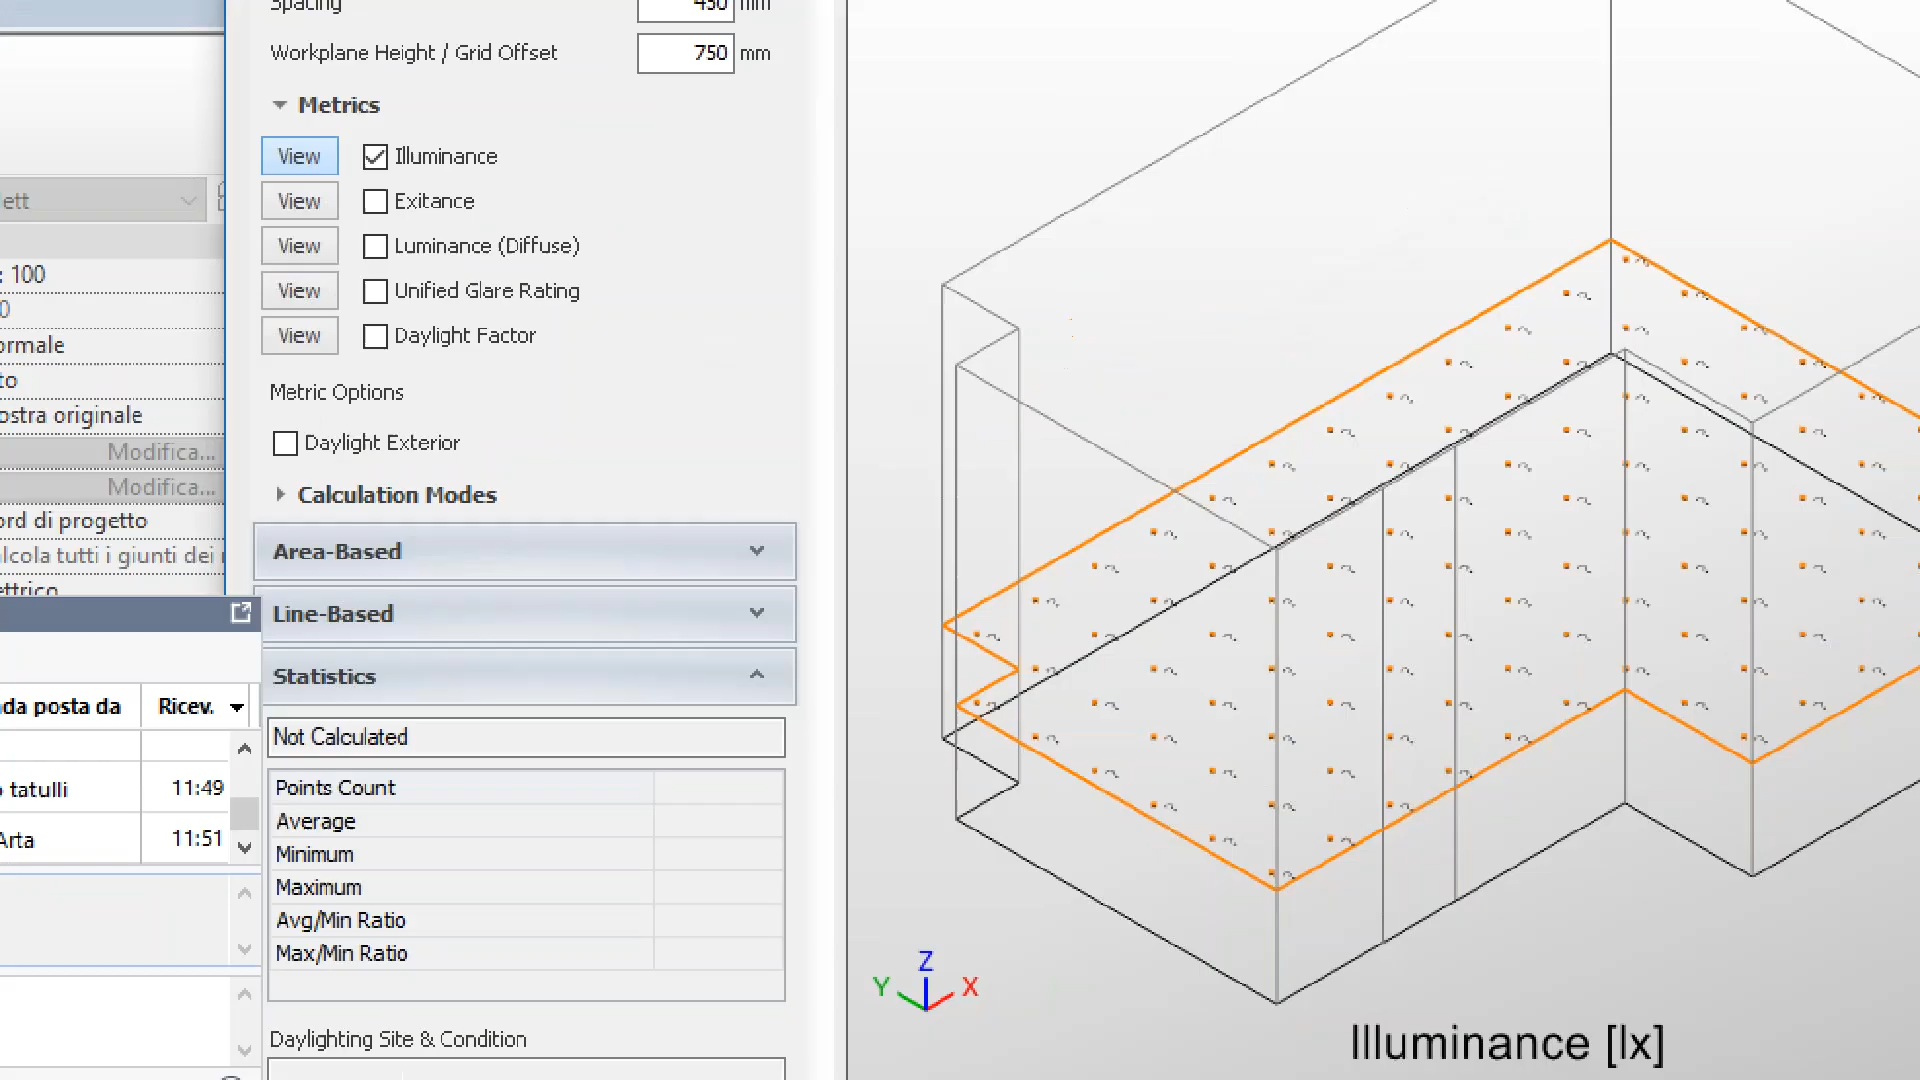 Spacing 450 mm
Workplane Height / Grid Offset 750 mm
Metrics
View Illuminance
View Exitance
View Luminance (Diffuse)
View Unified Glare Rating
View Daylight Factor
Metric Options
Daylight Exterior
Calculation Modes
Area-Based
Line-Based
Statistics
Not Calculated
Points Count
Average
Minimum
Maximum
Avg/Min Ratio
Max/Min Ratio
Daylighting Site & Condition
ett
: 100
0
ormale
to
ostra originale
Modifica...
Modifica...
ord di progetto
lcola tutti i giunti dei
ettrico
da posta da Ricev.
o tatulli 11:49
Arta 11:51
Z
Y X
Illuminance [lx]